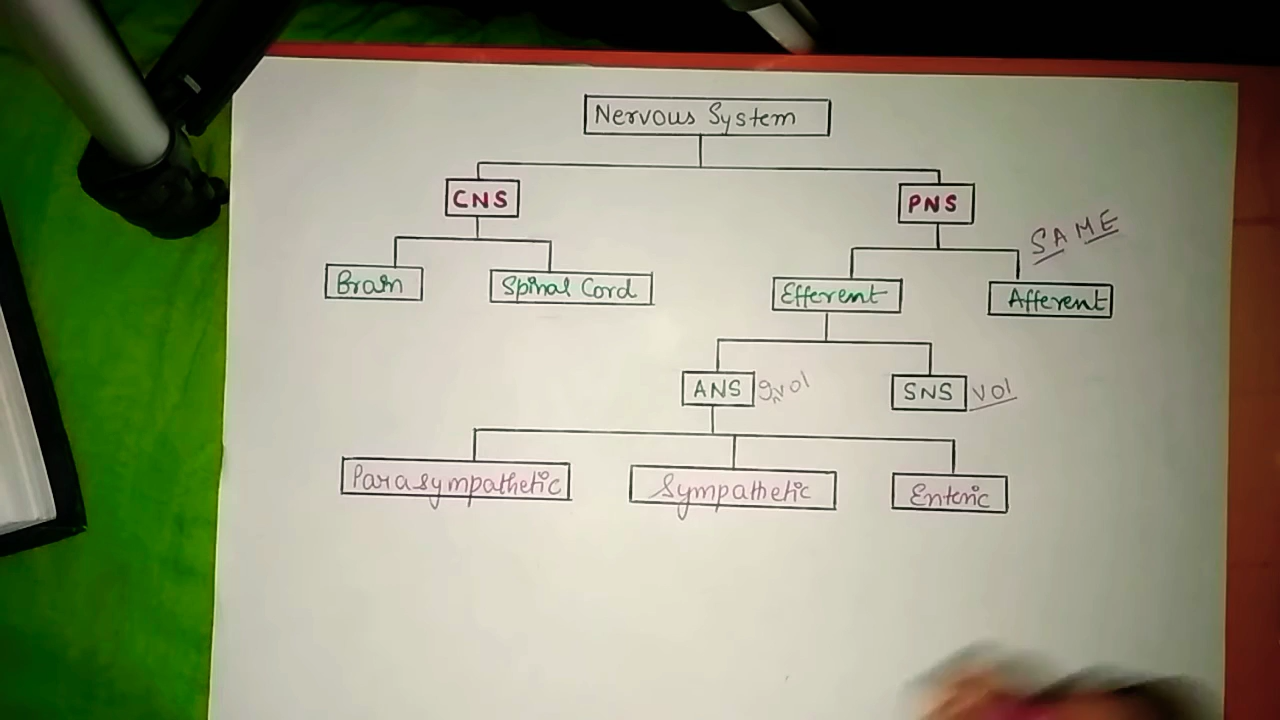 Nervous System
CNS
PNS
SAME
Brain
Spinal Cord
Efferent
Afferent
ANS Invol
SNS vol
Parasympathetic
Sympathetic
Enteric